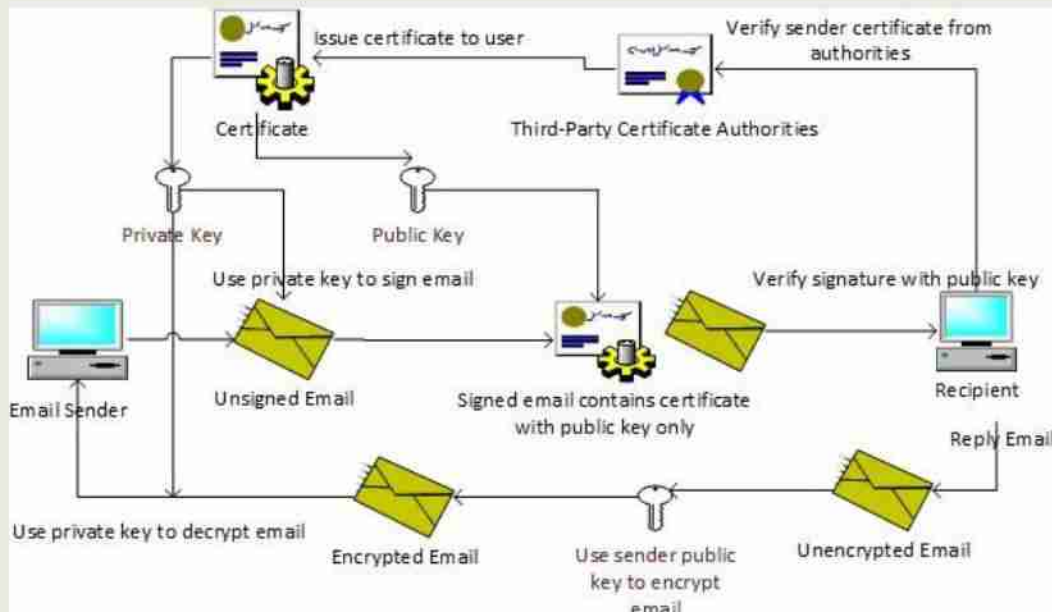 issue certificate to user
Verify sender certificate from
authorities
Certificate
Third-Party Certificate Authorities
Private Key
Public Key
Use private key to sign email
Verify signature with public key
Email Sender
Unsigned Email
Signed email contains certificate
with public key only
Recipient
Reply Email
Use private key to decrypt email
Encrypted Email
Use sender public
key to encrypt
email
Unencrypted Email